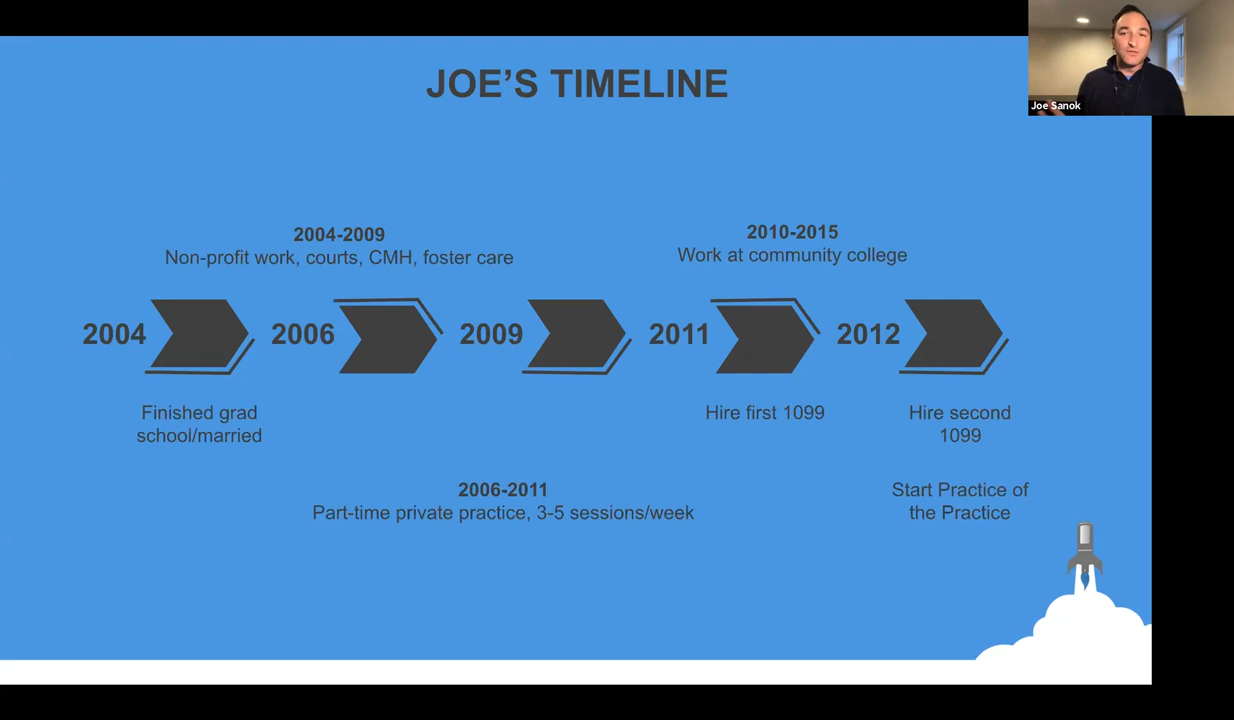 JOE'S TIMELINE
Joe Sanok
2004-2009
Non-profit work, courts, CMH, foster care
2010-2015
Work at community college
2004
2006
2009
2011
2012
Finished grad
school/married
Hire first 1099
Hire second
1099
2006-2011
Part-time private practice, 3-5 sessions/week
Start Practice of
the Practice